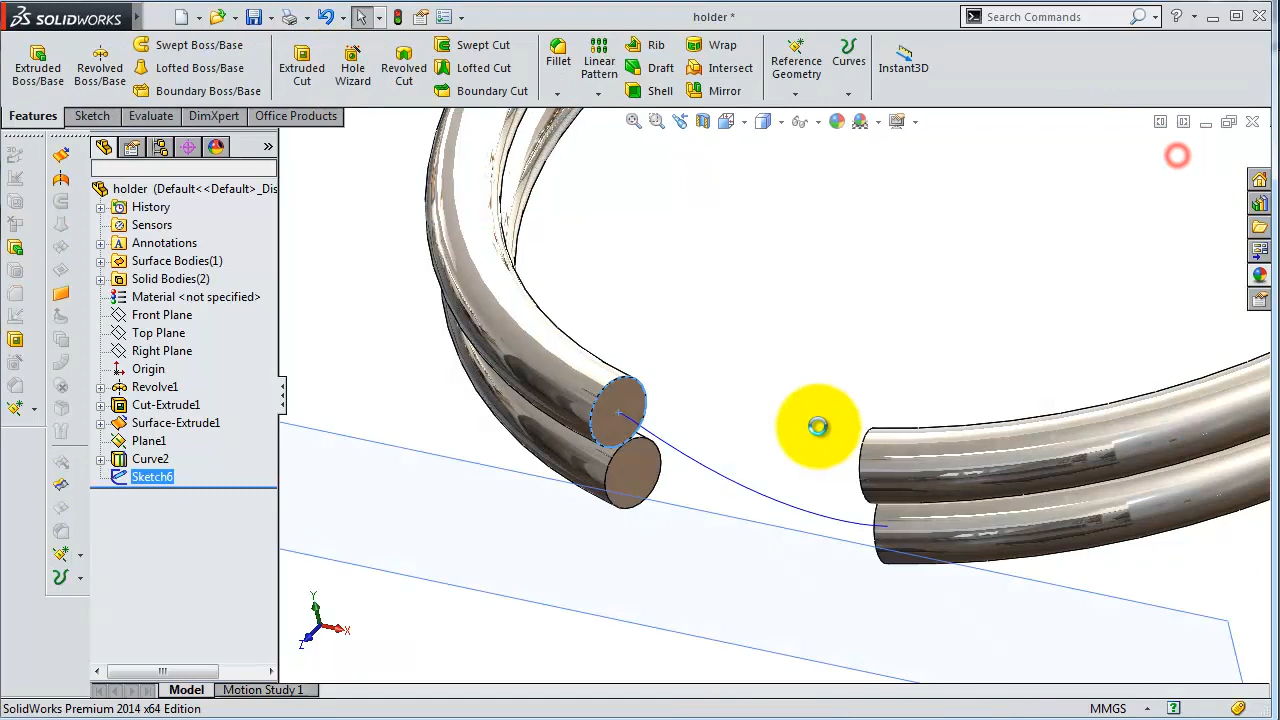 SOLIDWORKS
holder *
Search Commands
Extruded Boss/Base
Revolved Boss/Base
Swept Boss/Base
Lofted Boss/Base
Boundary Boss/Base
Extruded Cut
Hole Wizard
Revolved Cut
Swept Cut
Lofted Cut
Boundary Cut
Fillet
Linear Pattern
Rib
Draft
Shell
Wrap
Intersect
Mirror
Reference Geometry
Curves
Instant3D
Features
Sketch
Evaluate
DimXpert
Office Products
holder (Default<<Default>_Dis
History
Sensors
Annotations
Surface Bodies(1)
Solid Bodies(2)
Material <not specified>
Front Plane
Top Plane
Right Plane
Origin
Revolve1
Cut-Extrude1
Surface-Extrude1
Plane1
Curve2
Sketch6
Y
X
Z
Model
Motion Study 1
SolidWorks Premium 2014 x64 Edition
MMGS